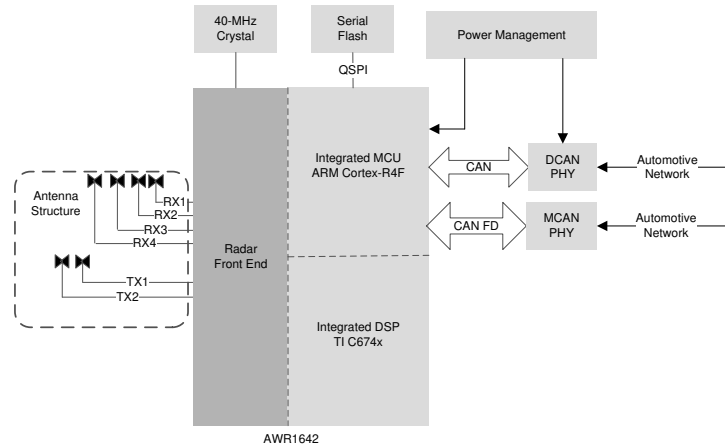 40-MHz
Crystal
Serial
Flash
Power Management
QSPI
Integrated MCU
ARM Cortex-R4F
CAN
DCAN
PHY
Automotive
Network
CAN FD
MCAN
PHY
Automotive
Network
Antenna
Structure
RX1
RX2
RX3
RX4
TX1
TX2
Radar
Front End
Integrated DSP
TI C674x
AWR1642